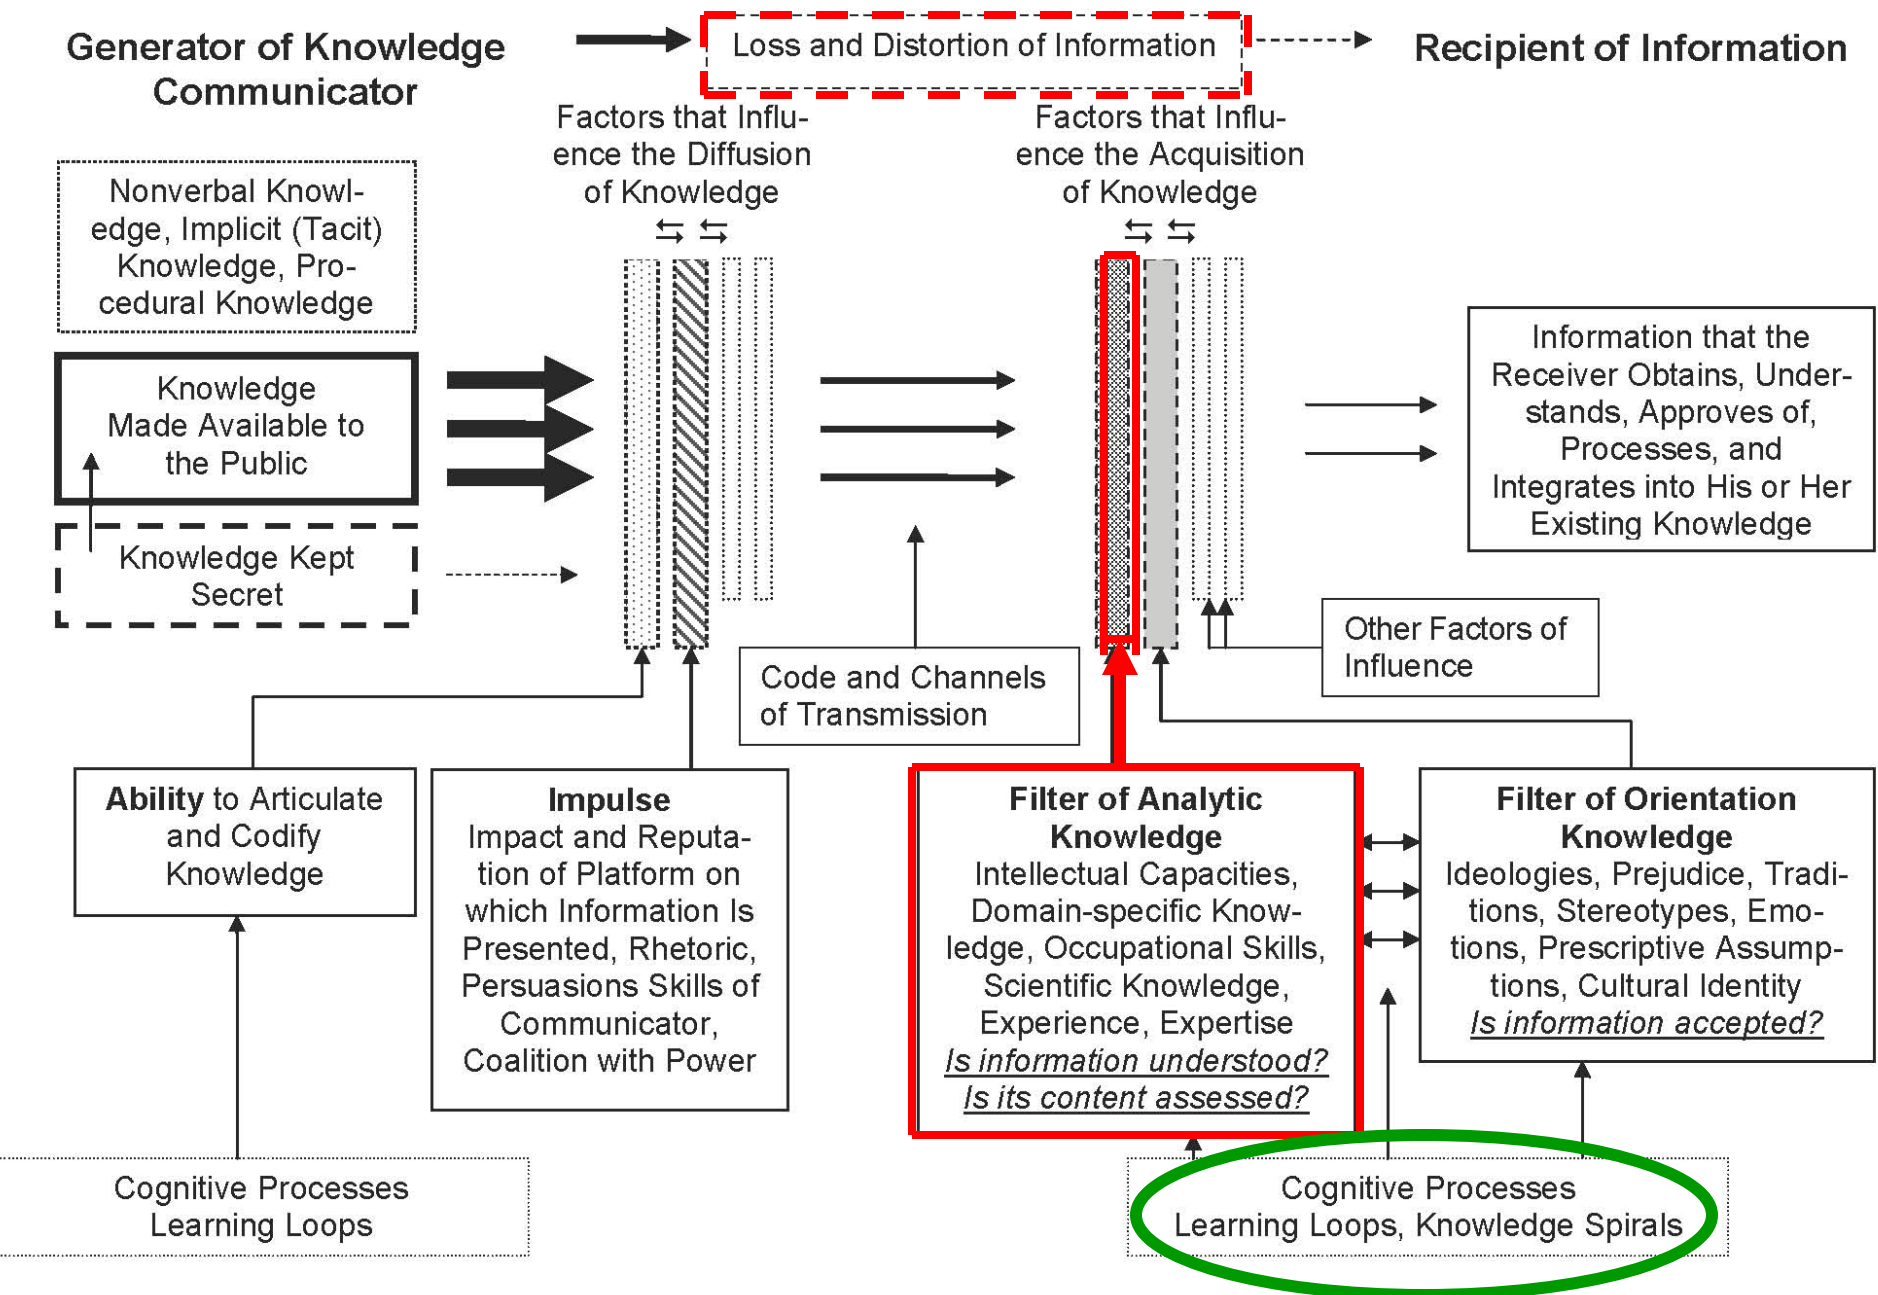 Generator of Knowledge
Communicator
Loss and Distortion of Information
Recipient of Information
Factors that Influ-
ence the Diffusion
of Knowledge
Factors that Influ-
ence the Acquisition
of Knowledge
Nonverbal Knowl-
edge, Implicit (Tacit)
Knowledge, Pro-
cedural Knowledge
Knowledge
Made Available to
the Public
Knowledge Kept
Secret
Information that the
Receiver Obtains, Under-
stands, Approves of,
Processes, and
Integrates into His or Her
Existing Knowledge
Other Factors of
Influence
Code and Channels
of Transmission
Ability to Articulate
and Codify
Knowledge
Impulse
Impact and Reputa-
tion of Platform on
which Information Is
Presented, Rhetoric,
Persuasions Skills of
Communicator,
Coalition with Power
Filter of Analytic
Knowledge
Intellectual Capacities,
Domain-specific Know-
ledge, Occupational Skills,
Scientific Knowledge,
Experience, Expertise
Is information understood?
Is its content assessed?
Filter of Orientation
Knowledge
Ideologies, Prejudice, Tradi-
tions, Stereotypes, Emo-
tions, Prescriptive Assump-
tions, Cultural Identity
Is information accepted?
Cognitive Processes
Learning Loops
Cognitive Processes
Learning Loops, Knowledge Spirals